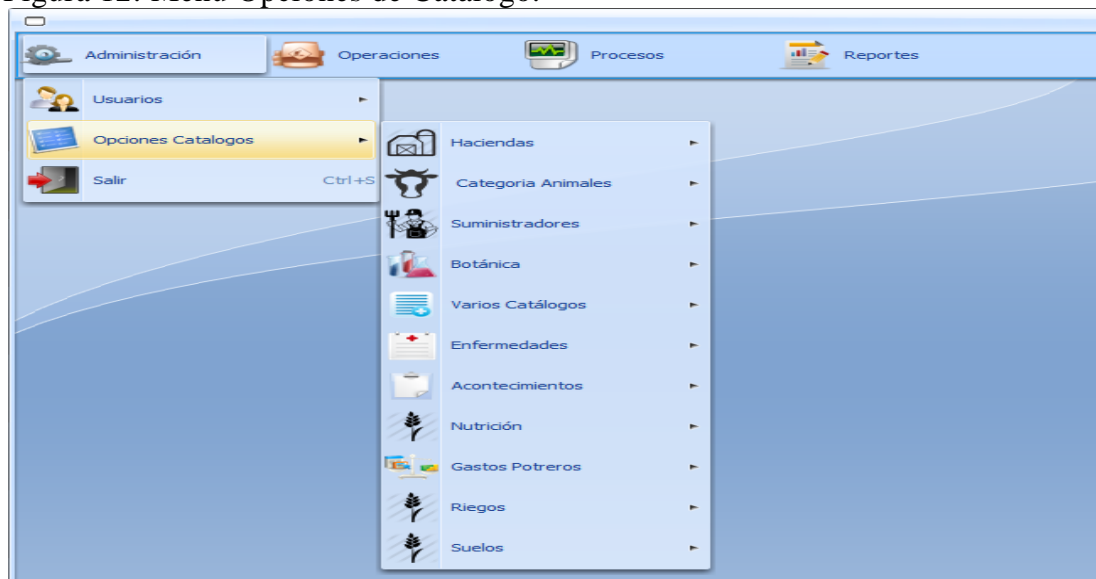 Figura 12. Menú Opciones de Catálogo.
Administración
Operaciones
Procesos
Reportes
Usuarios
Opciones Catalogos
Salir Ctrl+S
Haciendas
Categoria Animales
Suministradores
Botánica
Varios Catálogos
Enfermedades
Acontecimientos
Nutrición
Gastos Potreros
Riegos
Suelos